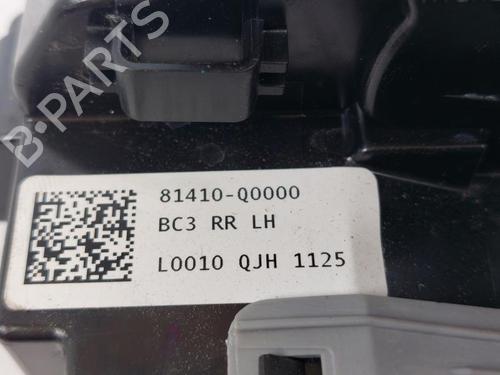 B-PARTS
81410-Q0000
BC3 RR LH
L0010 QJH 1125